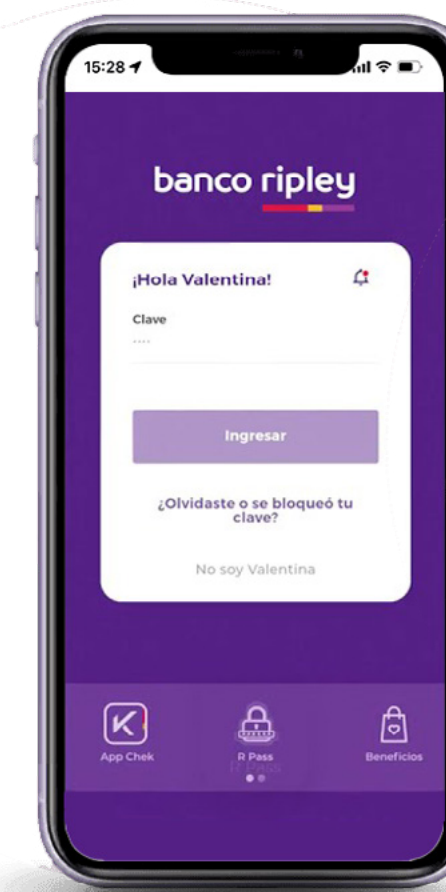 15:28
banco ripley
¡Hola Valentina!
Clave
Ingresar
¿Olvidaste o se bloqueó tu
clave?
No soy Valentina
App Chek
R Pass
Beneficios
R Pass